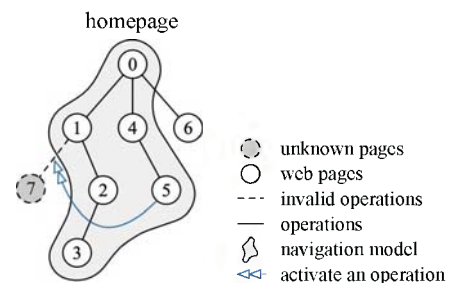 homepage
0
1
4
6
7
2
5
3
unknown pages
web pages
invalid operations
operations
navigation model
activate an operation